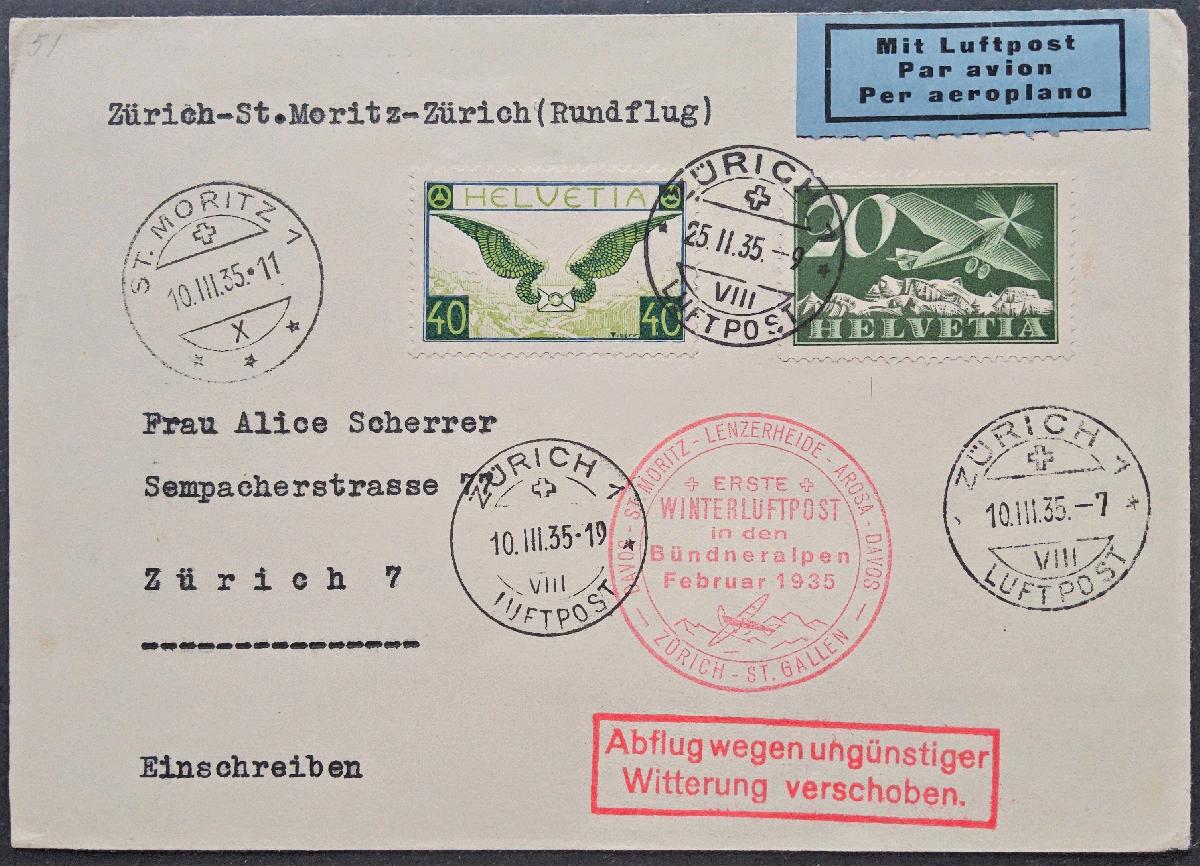 51
Mit Luftpost
Par avion
Per aeroplano
Zürich-St.Moritz-Zürich(Rundflug)
ST. MORITZ 1
10.III.35·11
X
HELVETIA
40 40
ZÜRICH 1
25.II.35.-9
VIII
LUFTPOST
20
HELVETIA
Frau Alice Scherrer
Sempacherstrasse 77
Zürich 7
Einschreiben
ZÜRICH 1
10.III.35·19
VIII
LUFTPOST
DAVOS - ST. MORITZ - LENZERHEIDE - AROSA - DAVOS
ERSTE
WINTERLUFTPOST
in den
Bündneralpen
Februar 1935
ZÜRICH - ST. GALLEN
ZÜRICH 1
10.III.35.-7
VIII
LUFTPOST
Abflug wegen ungünstiger
Witterung verschoben.